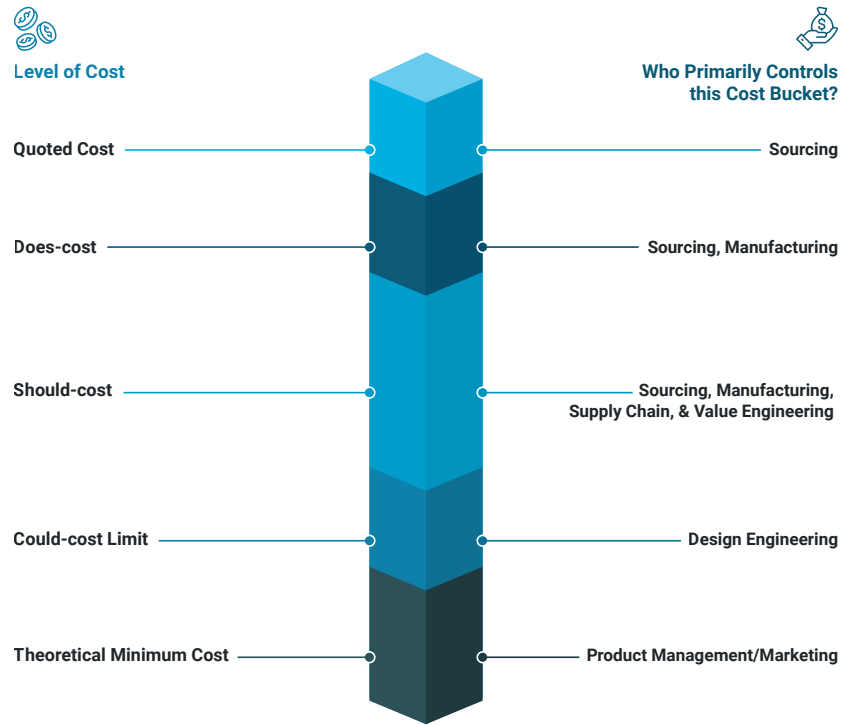 Level of Cost
Who Primarily Controls
this Cost Bucket?
Quoted Cost
Sourcing
Does-cost
Sourcing, Manufacturing
Should-cost
Sourcing, Manufacturing,
Supply Chain, & Value Engineering
Could-cost Limit
Design Engineering
Theoretical Minimum Cost
Product Management/Marketing